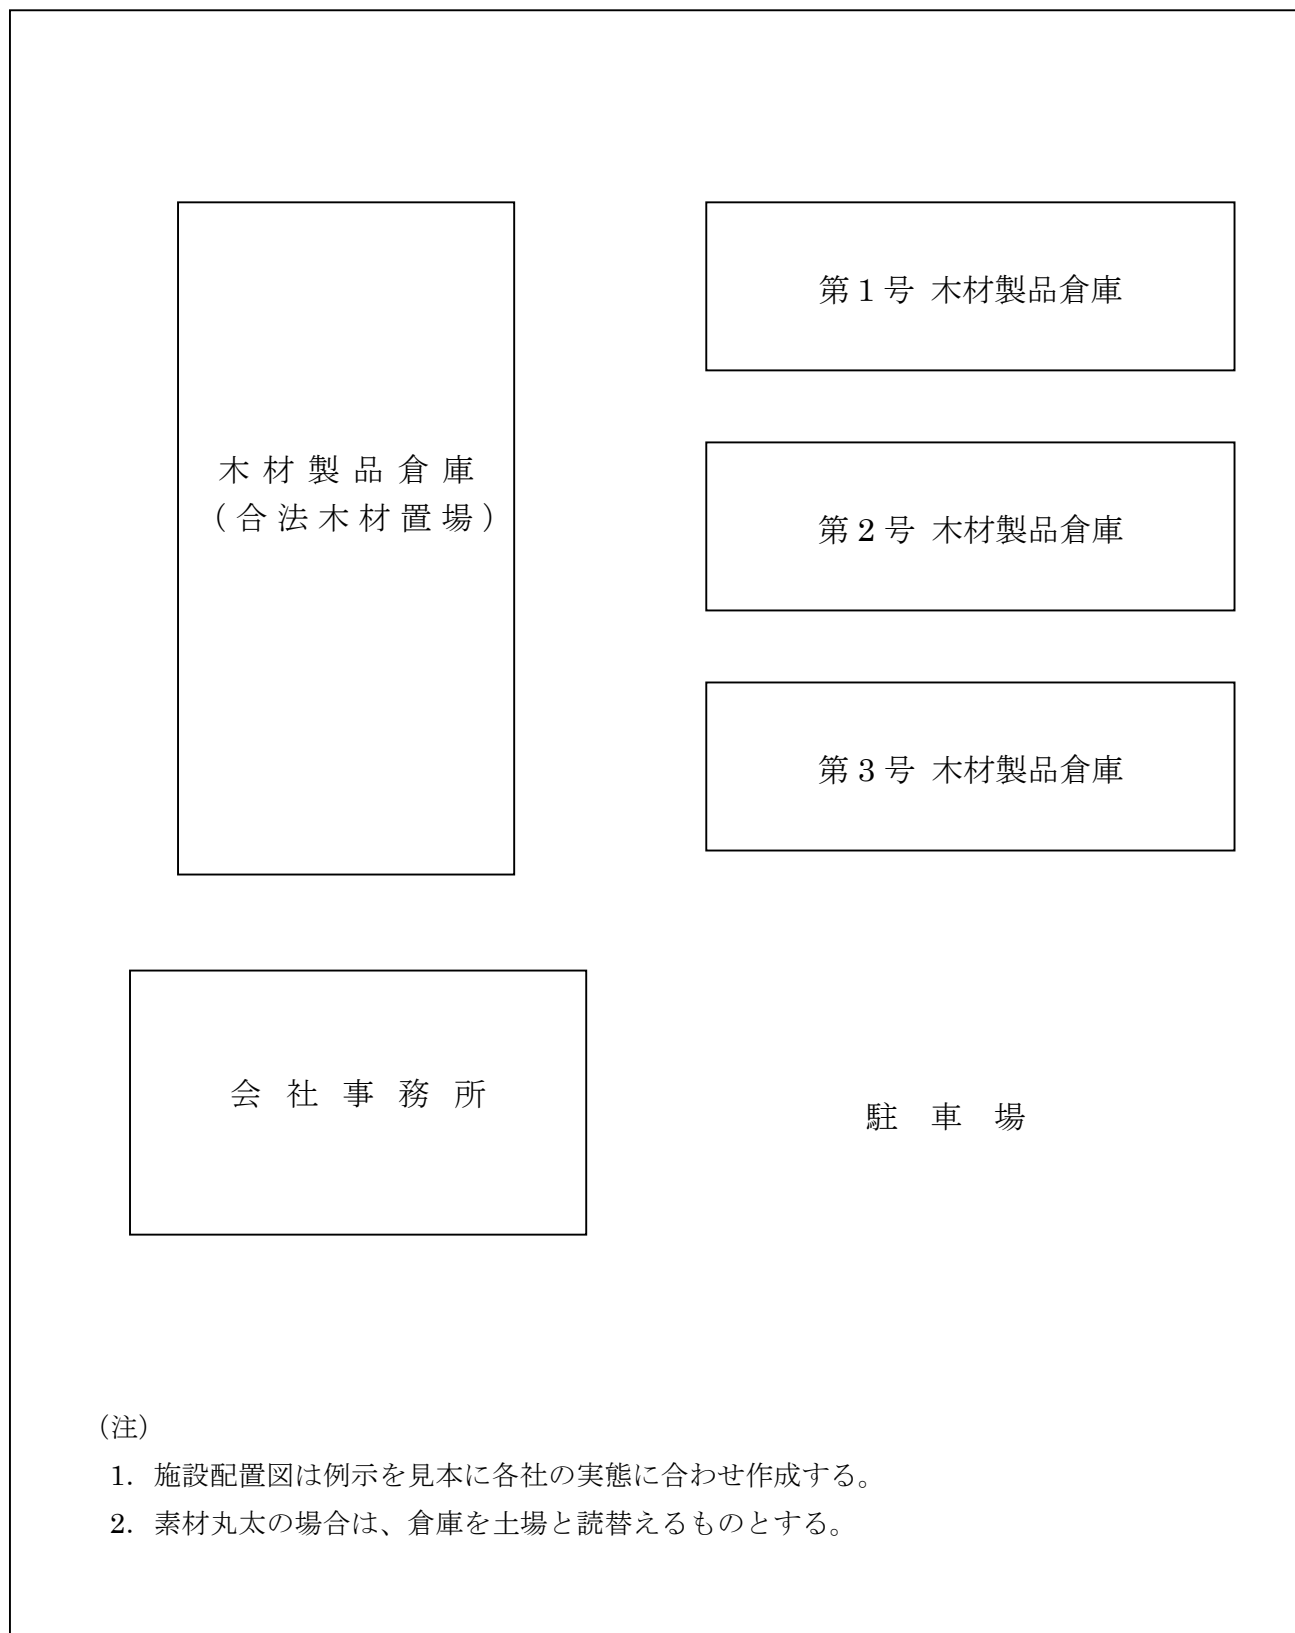 木材製品倉庫
（合法木材置場）
第1号 木材製品倉庫
第2号 木材製品倉庫
第3号 木材製品倉庫
会社事務所
駐車場
（注）
1. 施設配置図は例示を見本に各社の実態に合わせ作成する。
2. 素材丸太の場合は、倉庫を土場と読替えるものとする。